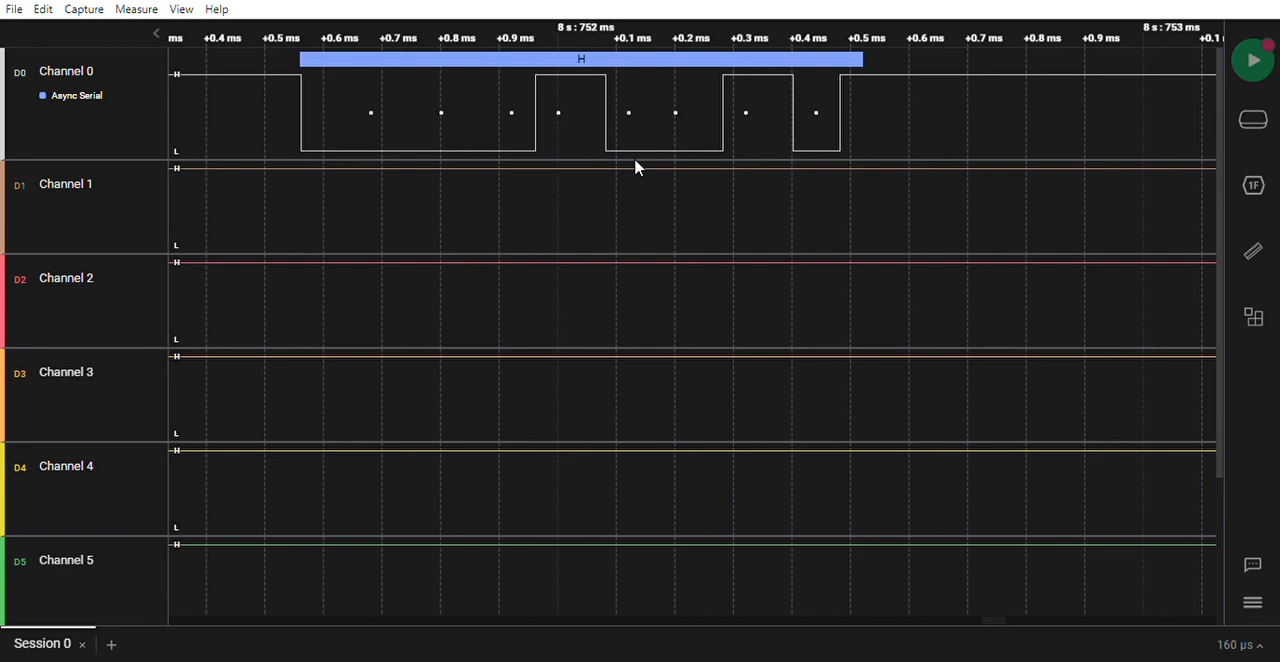 File Edit Capture Measure View Help
8 s : 752 ms 8 s : 753 ms
ms +0.4 ms +0.5 ms +0.6 ms +0.7 ms +0.8 ms +0.9 ms +0.1 ms +0.2 ms +0.3 ms +0.4 ms +0.5 ms +0.6 ms +0.7 ms +0.8 ms +0.9 ms +0.1
H
D0 Channel 0 H
Async Serial
L
H
D1 Channel 1
L
H
D2 Channel 2
L
H
D3 Channel 3
L
H
D4 Channel 4
L
H
D5 Channel 5
1F
Session 0 × + 160 µs